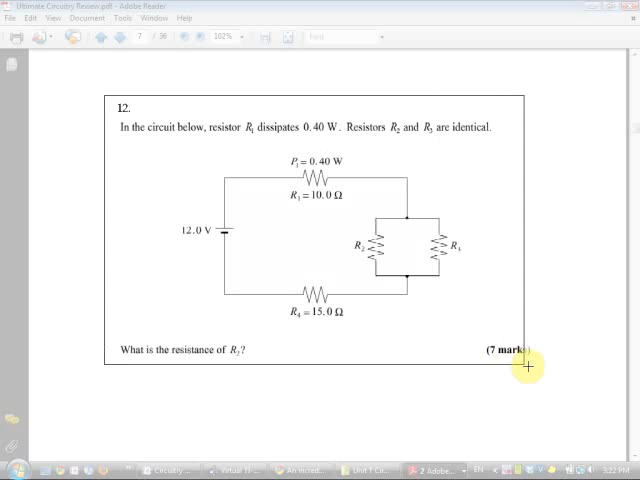 Ultimate Circuitry Review.pdf - Adobe Reader
File Edit View Document Tools Window Help
7 / 36 102% Find
12.
In the circuit below, resistor R1 dissipates 0.40 W. Resistors R2 and R3 are identical.
P1 = 0.40 W
R1 = 10.0 Ω
12.0 V
R2
R4 = 15.0 Ω
What is the resistance of R2?
(7 marks)
Circuitry ... Virtual TI-... An incred... Unit T Circ... 2 Adobe... EN 3:22 PM